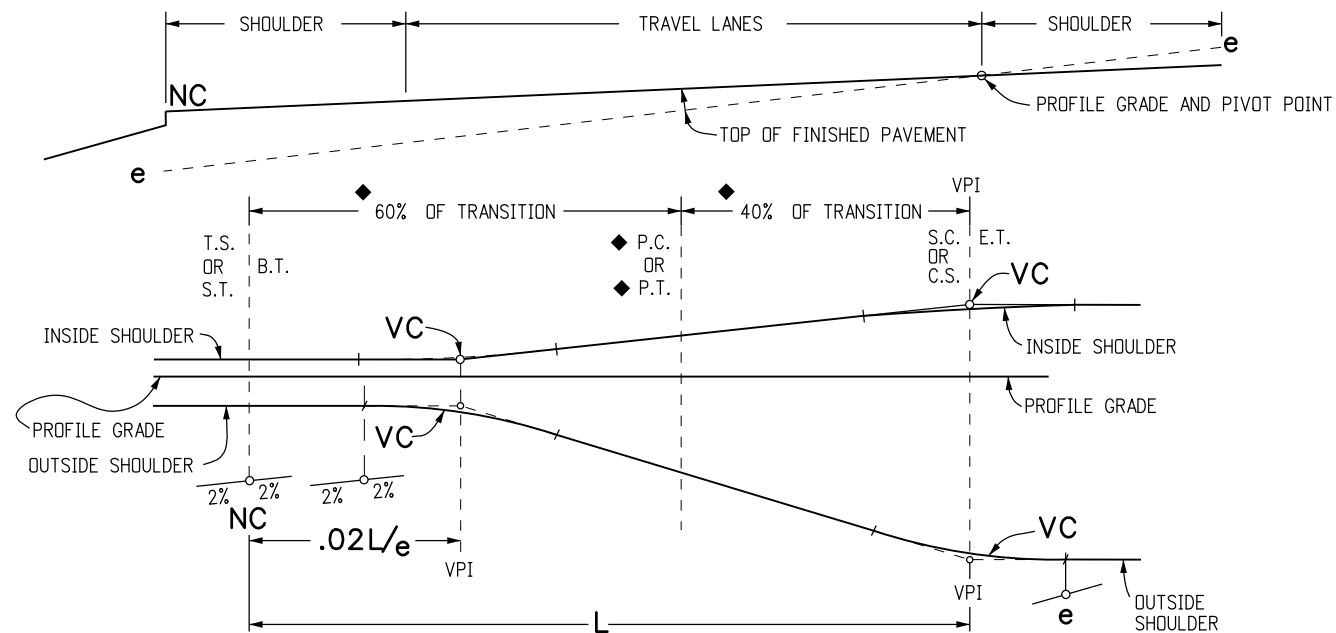 SHOULDER
TRAVEL LANES
SHOULDER
e
NC
PROFILE GRADE AND PIVOT POINT
TOP OF FINISHED PAVEMENT
e
◆
◆
VPI
60% OF TRANSITION
40% OF TRANSITION
T.S.
OR
S.T.
B.T.
◆ P.C.
OR
◆ P.T.
S.C.
OR
C.S.
E.T.
VC
VC
INSIDE SHOULDER
INSIDE SHOULDER
PROFILE GRADE
PROFILE GRADE
VC
OUTSIDE SHOULDER
2% 2%
2% 2%
NC
.02L/e
VPI
VC
VPI
e
OUTSIDE
SHOULDER
L